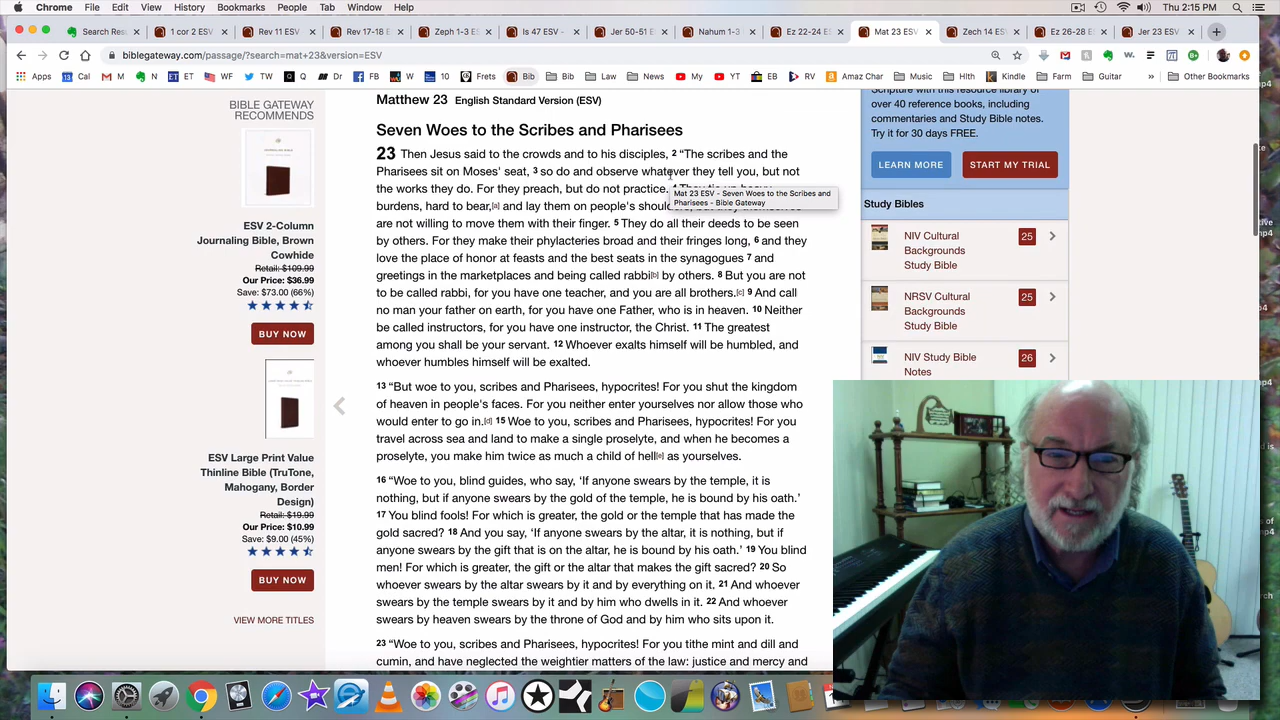 Chrome File Edit View History Bookmarks People Tab Window Help Thu 2:15 PM
Search Res 1 cor 2 ESV Rev 11 ESV Rev 17-18 Zeph 1-3 E Is 47 ESV - Jer 50-51 E Nahum 1-3 Ez 22-24 E Mat 23 ESV Zech 14 ESV Ez 26-28 E Jer 23 ESV
biblegateway.com/passage/?search=mat+23&version=ESV
Apps Cal M N ET WF TW Q Dr FB W 10 Frets Bib Bib Law News My YT EB RV Amaz Char Music Hlth Kindle Farm Guitar » Other Bookmarks
BIBLE GATEWAY
RECOMMENDS
ESV 2-Column
Journaling Bible, Brown
Cowhide
Retail: $109.99
Our Price: $36.99
Save: $73.00 (66%)
BUY NOW
ESV Large Print Value
Thinline Bible (TruTone,
Mahogany, Border
Design)
Retail: $19.99
Our Price: $10.99
Save: $9.00 (45%)
BUY NOW
VIEW MORE TITLES
Matthew 23 English Standard Version (ESV)
Seven Woes to the Scribes and Pharisees
23 Then Jesus said to the crowds and to his disciples, 2 “The scribes and the
Pharisees sit on Moses' seat, 3 so do and observe whatever they tell you, but not
the works they do. For they preach, but do not practice.
burdens, hard to bear,[a] and lay them on people's
are not willing to move them with their finger. 5 They do all their deeds to be seen
by others. For they make their phylacteries broad and their fringes long, 6 and they
love the place of honor at feasts and the best seats in the synagogues 7 and
greetings in the marketplaces and being called rabbi[b] by others. 8 But you are not
to be called rabbi, for you have one teacher, and you are all brothers.[c] 9 And call
no man your father on earth, for you have one Father, who is in heaven. 10 Neither
be called instructors, for you have one instructor, the Christ. 11 The greatest
among you shall be your servant. 12 Whoever exalts himself will be humbled, and
whoever humbles himself will be exalted.
13 “But woe to you, scribes and Pharisees, hypocrites! For you shut the kingdom
of heaven in people's faces. For you neither enter yourselves nor allow those who
would enter to go in.[d] 15 Woe to you, scribes and Pharisees, hypocrites! For you
travel across sea and land to make a single proselyte, and when he becomes a
proselyte, you make him twice as much a child of hell[e] as yourselves.
16 “Woe to you, blind guides, who say, ‘If anyone swears by the temple, it is
nothing, but if anyone swears by the gold of the temple, he is bound by his oath.’
17 You blind fools! For which is greater, the gold or the temple that has made the
gold sacred? 18 And you say, ‘If anyone swears by the altar, it is nothing, but if
anyone swears by the gift that is on the altar, he is bound by his oath.’ 19 You blind
men! For which is greater, the gift or the altar that makes the gift sacred? 20 So
whoever swears by the altar swears by it and by everything on it. 21 And whoever
swears by the temple swears by it and by him who dwells in it. 22 And whoever
swears by heaven swears by the throne of God and by him who sits upon it.
23 “Woe to you, scribes and Pharisees, hypocrites! For you tithe mint and dill and
cumin, and have neglected the weightier matters of the law: justice and mercy and
Mat 23 ESV - Seven Woes to the Scribes and
Pharisees - Bible Gateway
Scripture with this resource library of
over 40 reference books, including
commentaries and Study Bible notes.
Try it for 30 days FREE.
LEARN MORE START MY TRIAL
Study Bibles
NIV Cultural
Backgrounds
Study Bible
25
NRSV Cultural
Backgrounds
Study Bible
25
NIV Study Bible
Notes
26